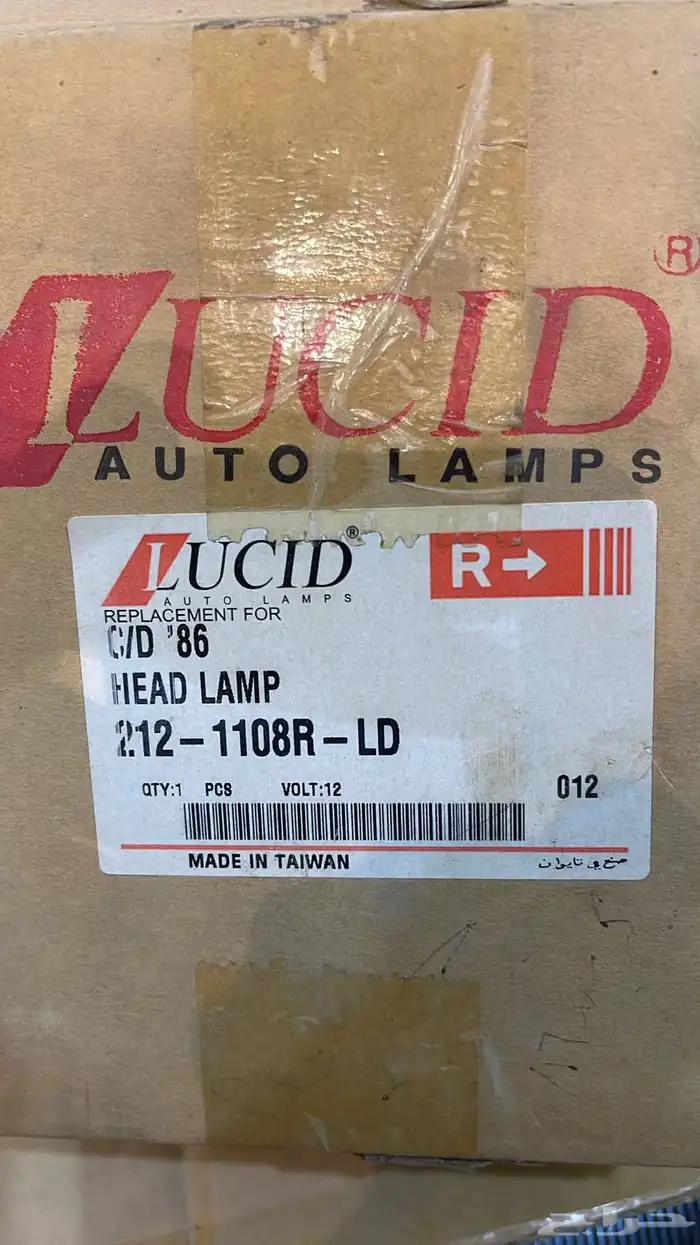 LUCID ®
AUTO LAMPS
LUCID ®
AUTO LAMPS
R→
REPLACEMENT FOR
C/D '86
HEAD LAMP
212-1108R-LD
QTY:1 PCS VOLT:12 012
MADE IN TAIWAN
صنع في تايوان
حراج